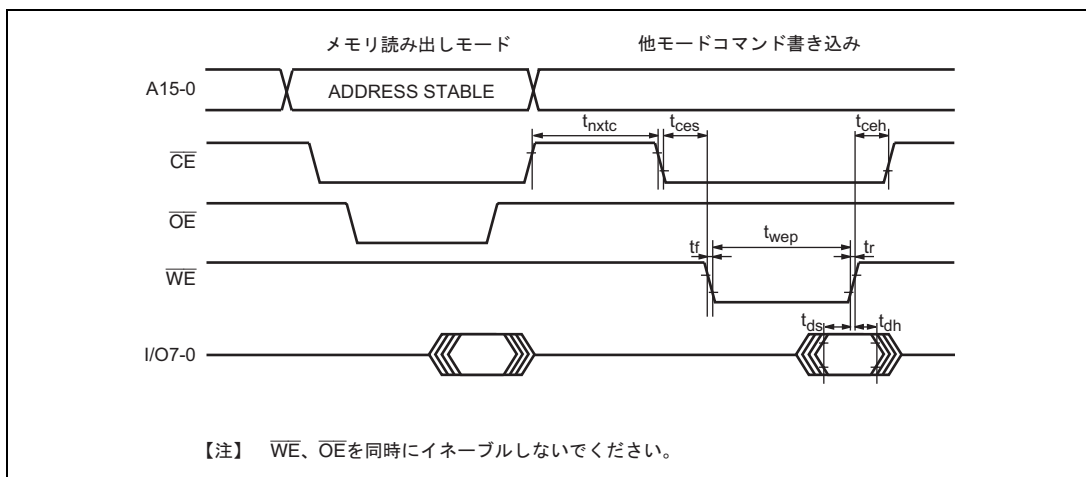 メモリ読み出しモード 他モードコマンド書き込み
A15-0 ADDRESS STABLE
tnxtc tces tceh
CE
OE
tf twep tr
WE
tds tdh
I/O7-0
【注】 WE、OEを同時にイネーブルしないでください。